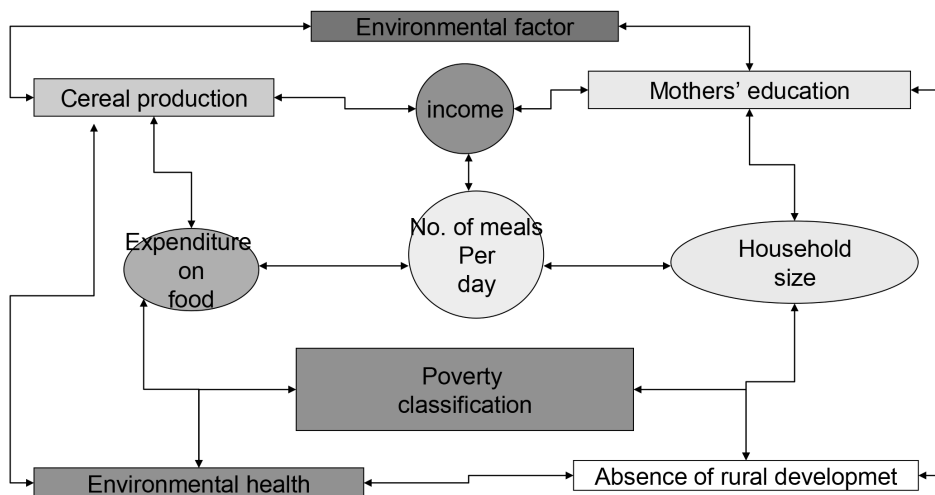 Environmental factor
Cereal production
income
Mothers' education
Expenditure
on
food
No. of meals
Per
day
Household
size
Poverty
classification
Environmental health
Absence of rural developmet